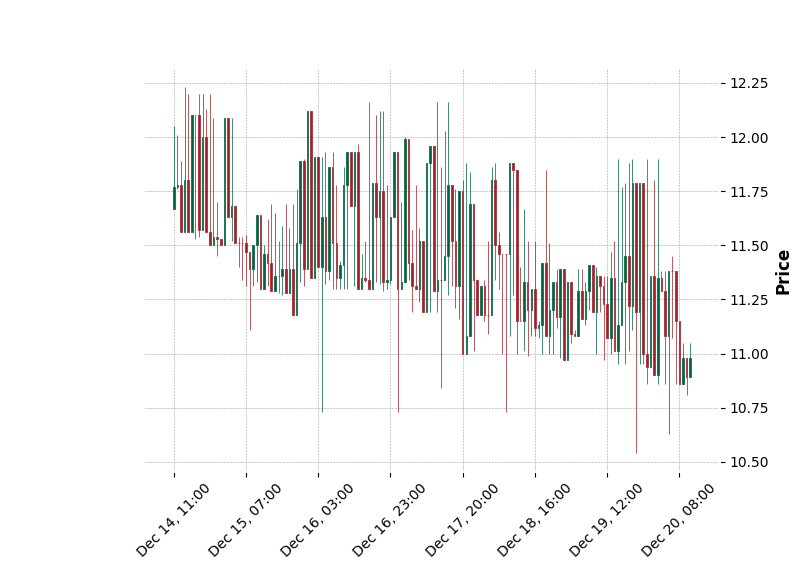 12.25
12.00
11.75
11.50
11.25
11.00
10.75
10.50
Price
Dec 14, 11:00
Dec 15, 07:00
Dec 16, 03:00
Dec 16, 23:00
Dec 17, 20:00
Dec 18, 16:00
Dec 19, 12:00
Dec 20, 08:00